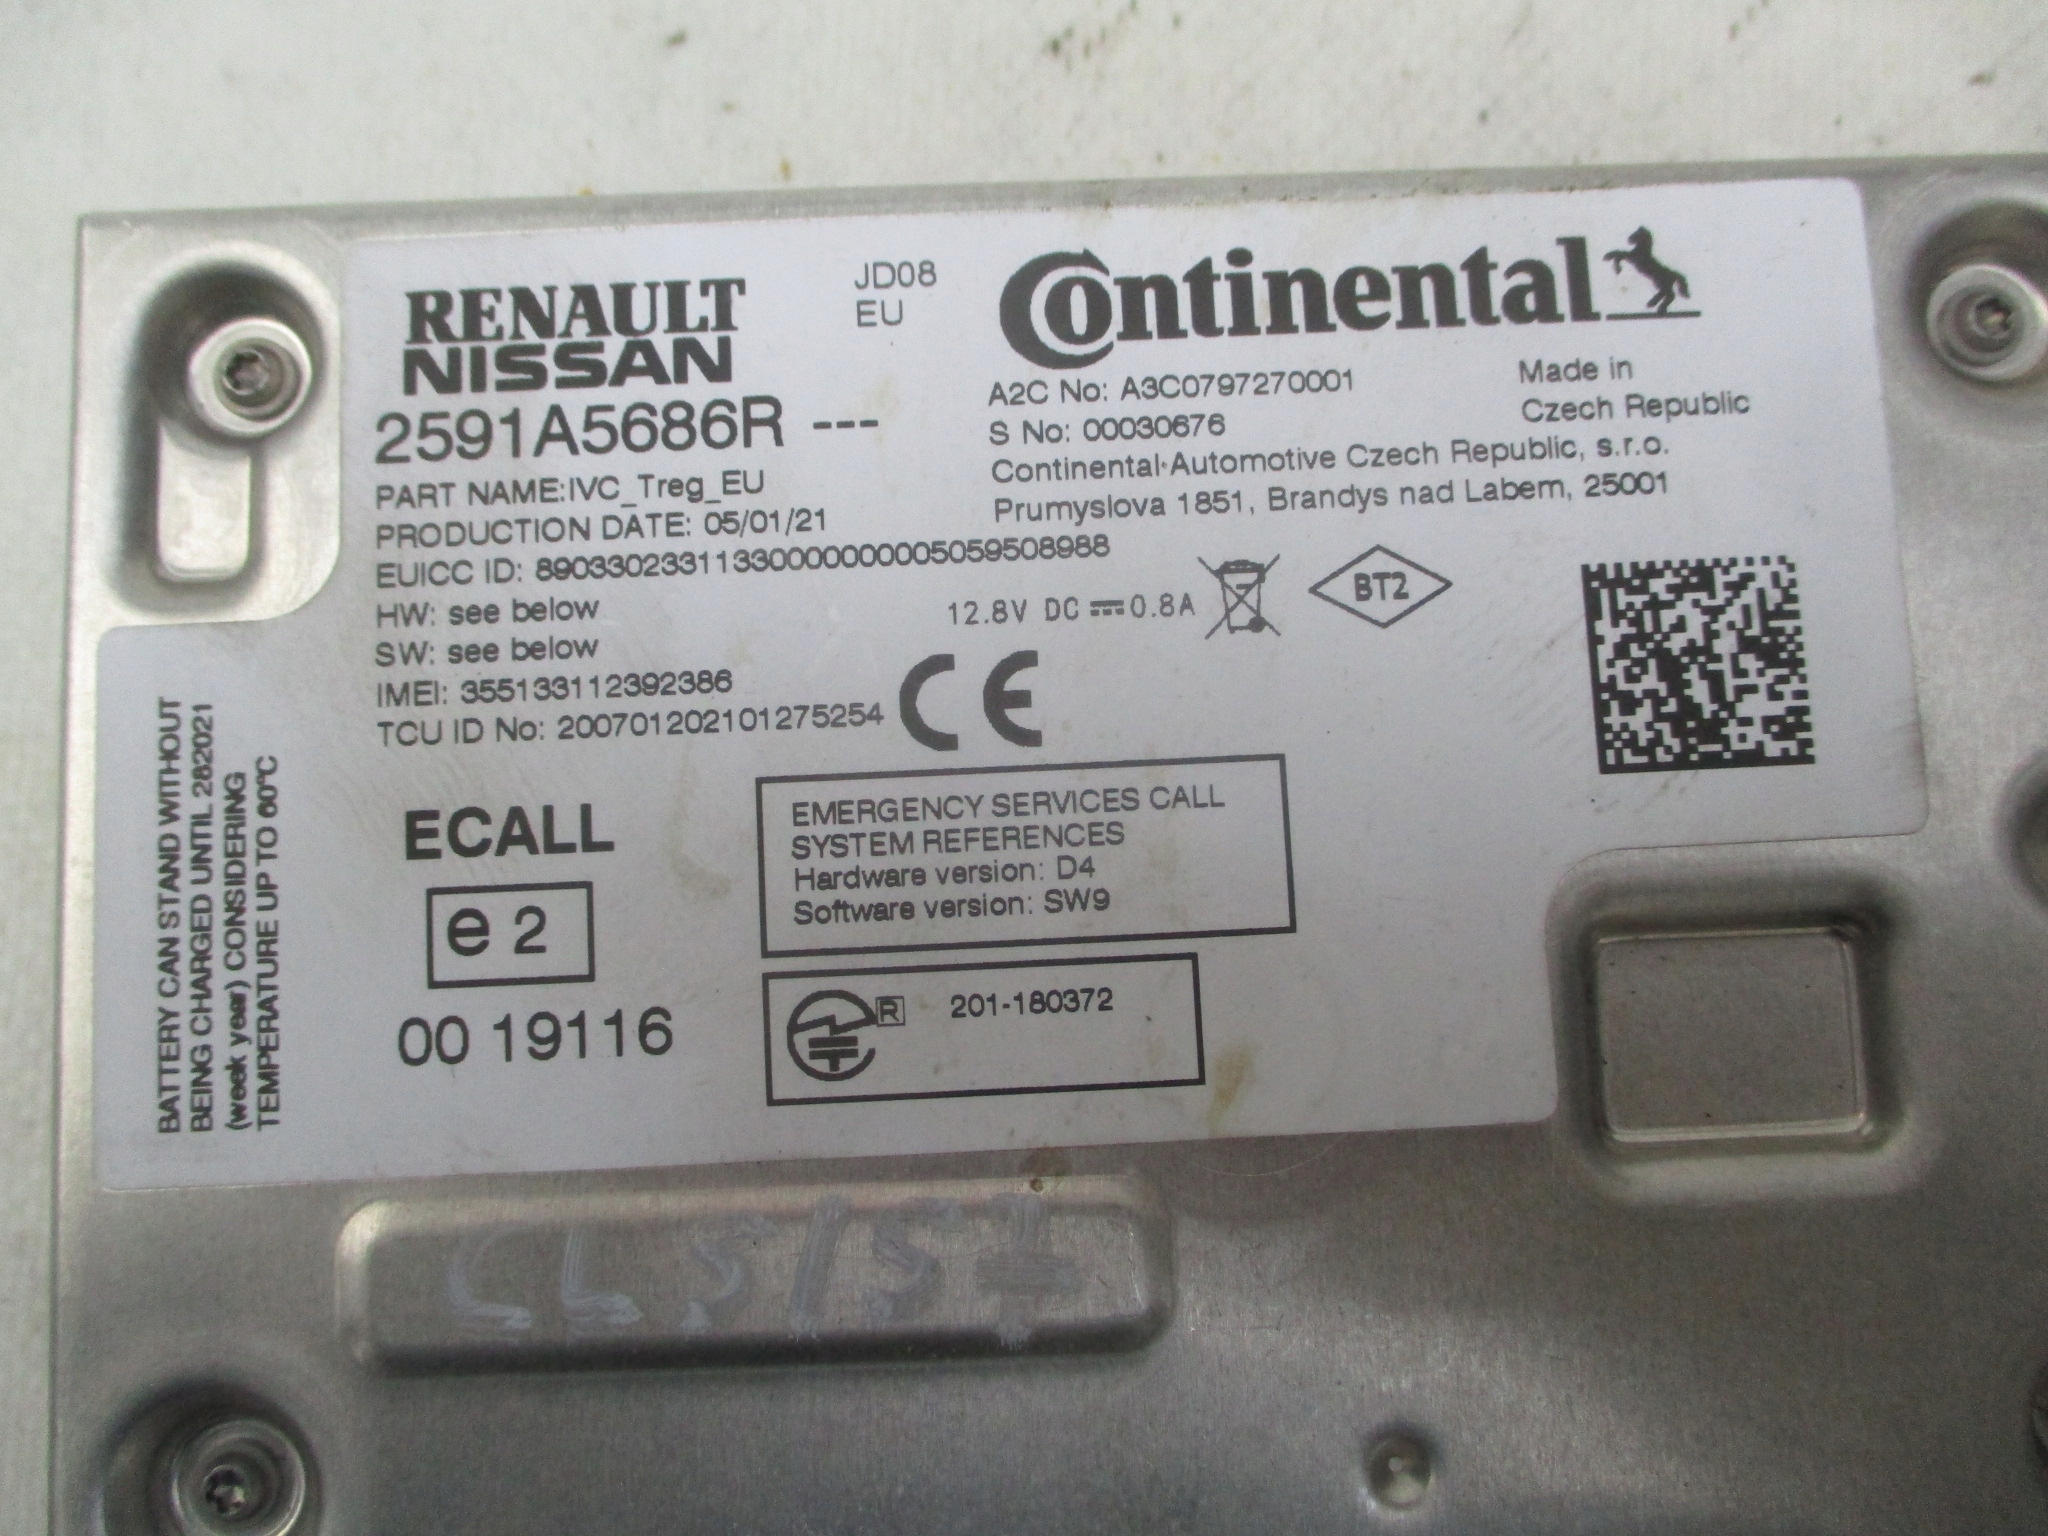 RENAULT
NISSAN
JD08
EU
Continental
2591A5686R ---
A2C No: A3C0797270001
Made in
Czech Republic
S No: 00030676
Continental Automotive Czech Republic, s.r.o.
Prumyslova 1851, Brandys nad Labem, 25001
PART NAME:IVC_Treg_EU
PRODUCTION DATE: 05/01/21
EUICC ID: 89033023311330000000005059508988
HW: see below
SW: see below
12.8V DC 0.8A
BT2
IMEI: 355133112392386
TCU ID No: 200701202101275254
CE
BATTERY CAN STAND WITHOUT
BEING CHARGED UNTIL 282021
(week year) CONSIDERING
TEMPERATURE UP TO 60°C
ECALL
e 2
00 19116
EMERGENCY SERVICES CALL
SYSTEM REFERENCES
Hardware version: D4
Software version: SW9
R 201-180372